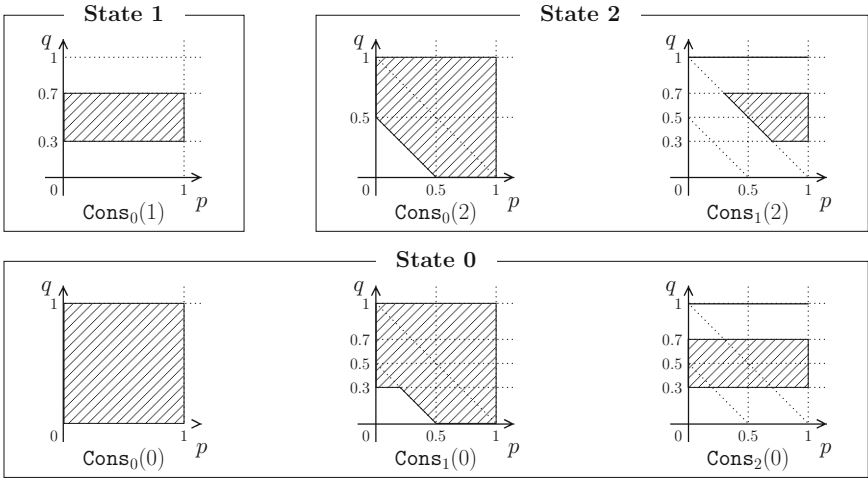 State 1
q
1
0.7
0.3
0
1
p
Cons₀(1)
State 2
q
1
0.5
0
0.5
1
p
Cons₀(2)
q
1
0.7
0.5
0.3
0
0.5
1
p
Cons₁(2)
State 0
q
1
0
1
p
Cons₀(0)
q
1
0.7
0.5
0.3
0
0.5
1
p
Cons₁(0)
q
1
0.7
0.5
0.3
0
0.5
1
p
Cons₂(0)